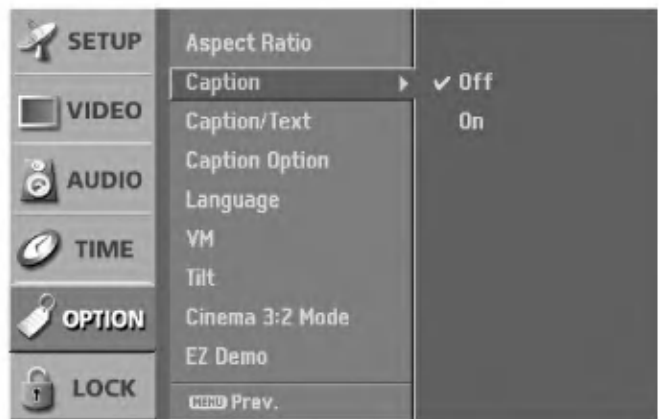 SETUP
VIDEO
AUDIO
TIME
OPTION
LOCK
Aspect Ratio
Caption
Caption/Text
Caption Option
Language
VM
Tilt
Cinema 3:2 Mode
EZ Demo
MENU Prev.
Off
On